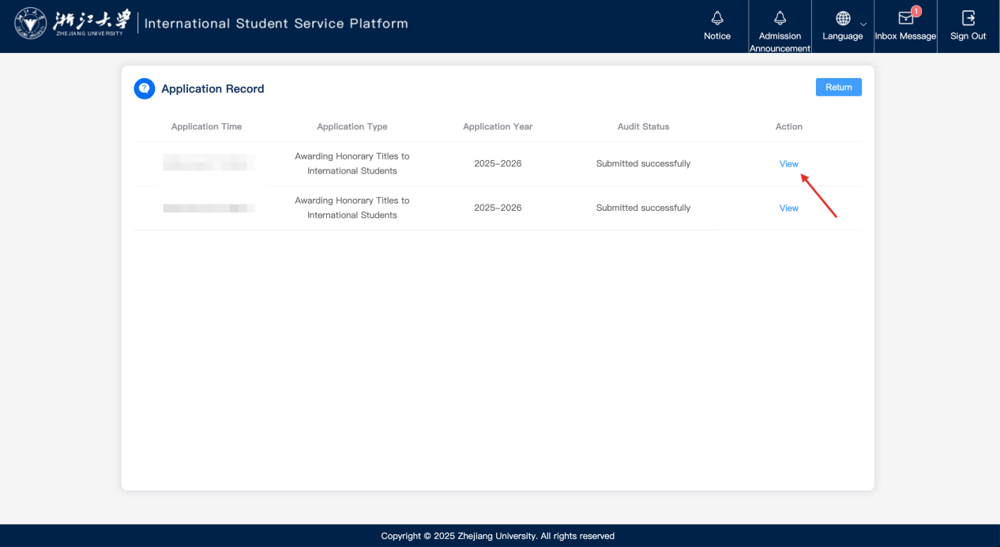 浙江大学
ZHEJIANG UNIVERSITY
International Student Service Platform
Notice
Admission
Announcement
Language
1
Inbox Message
Sign Out
Application Record
Return
Application Time
Application Type
Application Year
Audit Status
Action
Awarding Honorary Titles to
International Students
2025-2026
Submitted successfully
View
Awarding Honorary Titles to
International Students
2025-2026
Submitted successfully
View
Copyright © 2025 Zhejiang University. All rights reserved